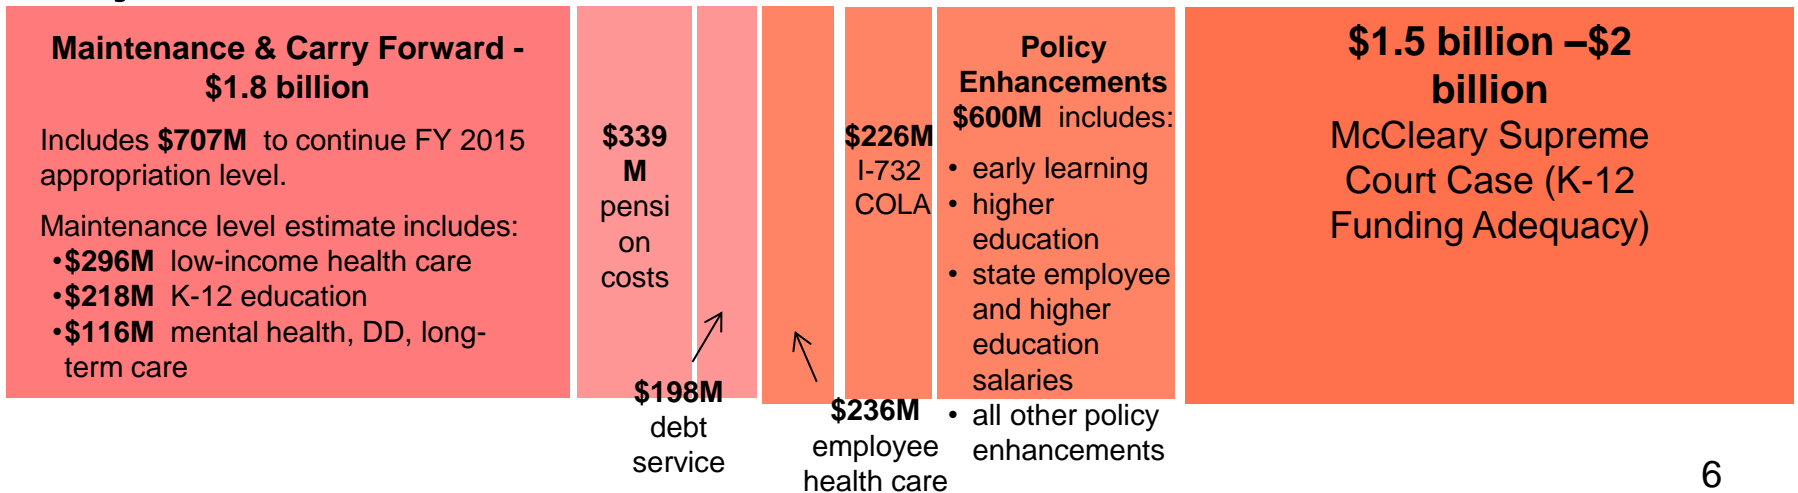 Maintenance & Carry Forward -
$1.8 billion
Includes $707M to continue FY 2015
appropriation level.
Maintenance level estimate includes:
•$296M low-income health care
•$218M K-12 education
•$116M mental health, DD, long-
term care
$339
M
pensi
on
costs
$198M
debt
service
$236M
employee
health care
$226M
I-732
COLA
Policy
Enhancements
$600M includes:
• early learning
• higher
education
• state employee
and higher
education
salaries
• all other policy
enhancements
$1.5 billion –$2
billion
McCleary Supreme
Court Case (K-12
Funding Adequacy)
6